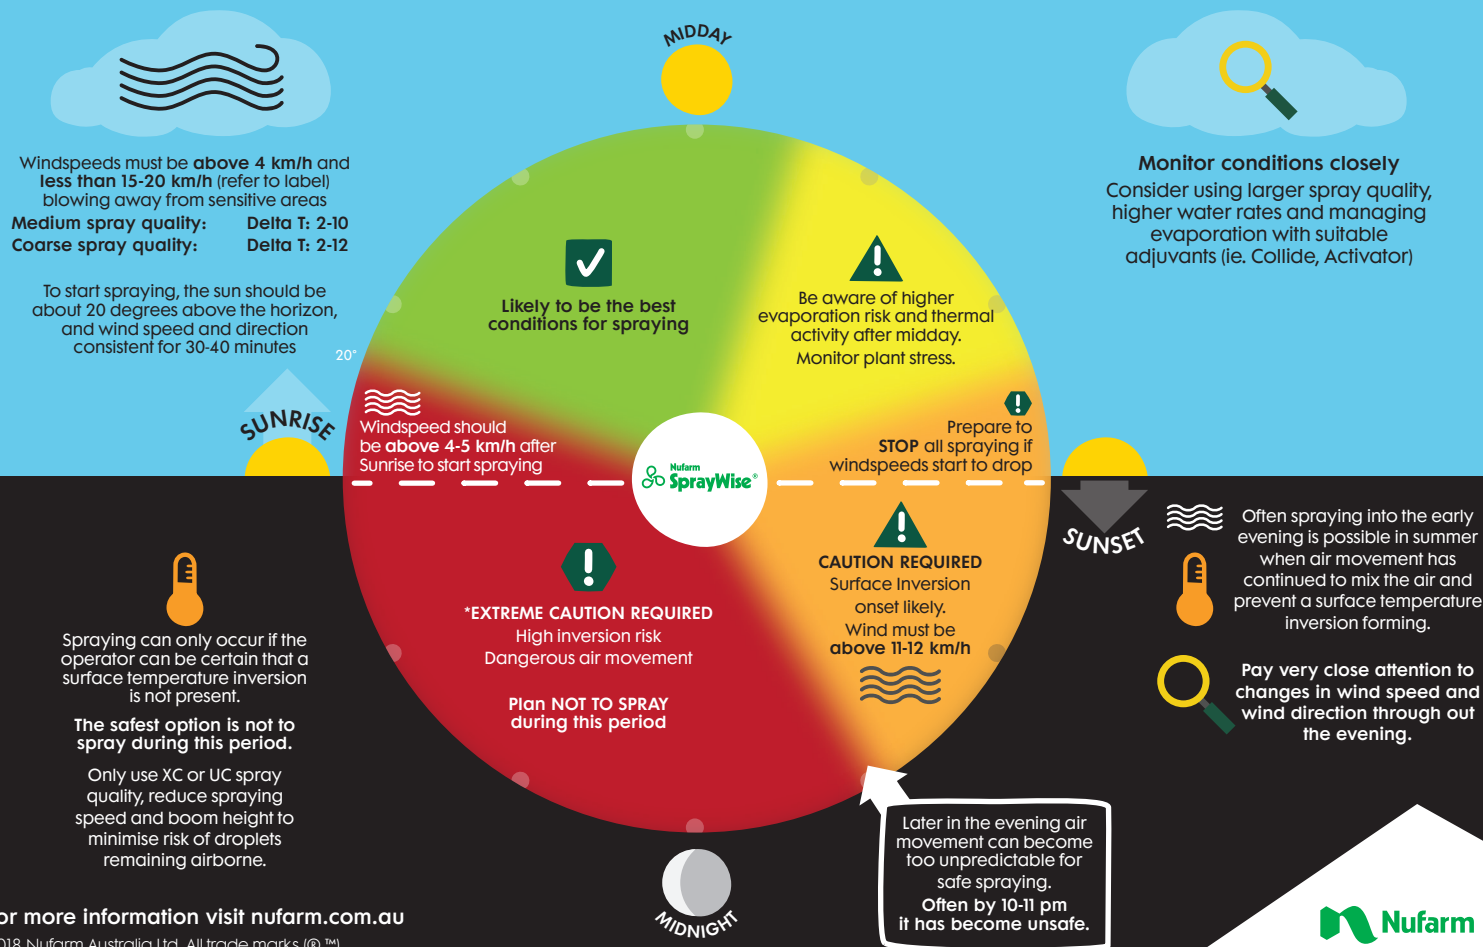 MIDDAY
Windspeeds must be above 4 km/h and
less than 15-20 km/h (refer to label)
blowing away from sensitive areas
Medium spray quality: Delta T: 2-10
Coarse spray quality: Delta T: 2-12
To start spraying, the sun should be
about 20 degrees above the horizon,
and wind speed and direction
consistent for 30-40 minutes
20°
SUNRISE
Monitor conditions closely
Consider using larger spray quality,
higher water rates and managing
evaporation with suitable
adjuvants (ie. Collide, Activator)
Likely to be the best
conditions for spraying
Be aware of higher
evaporation risk and thermal
activity after midday.
Monitor plant stress.
Windspeed should
be above 4-5 km/h after
Sunrise to start spraying
Nufarm
SprayWise®
Prepare to
STOP all spraying if
windspeeds start to drop
*EXTREME CAUTION REQUIRED
High inversion risk
Dangerous air movement
Plan NOT TO SPRAY
during this period
CAUTION REQUIRED
Surface Inversion
onset likely.
Wind must be
above 11-12 km/h
SUNSET
Often spraying into the early
evening is possible in summer
when air movement has
continued to mix the air and
prevent a surface temperature
inversion forming.
Pay very close attention to
changes in wind speed and
wind direction through out
the evening.
Spraying can only occur if the
operator can be certain that a
surface temperature inversion
is not present.
The safest option is not to
spray during this period.
Only use XC or UC spray
quality, reduce spraying
speed and boom height to
minimise risk of droplets
remaining airborne.
Later in the evening air
movement can become
too unpredictable for
safe spraying.
Often by 10-11 pm
it has become unsafe.
MIDNIGHT
or more information visit nufarm.com.au
018 Nufarm Australia Ltd. All trade marks (®,™)
Nufarm